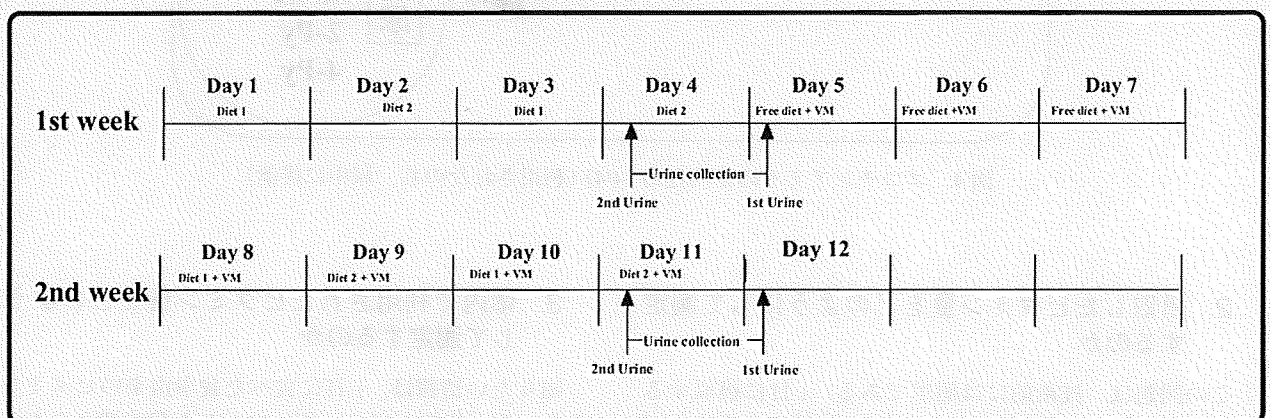 Day 1 Day 2 Day 3 Day 4 Day 5 Day 6 Day 7
1st week
Diet 1 Diet 2 Diet 1 Diet 2 Free diet + VM Free diet +VM Free diet + VM
Urine collection
2nd Urine 1st Urine
Day 8 Day 9 Day 10 Day 11 Day 12
Diet 1 + VM Diet 2 + VM Diet 1 + VM Diet 2 + VM
2nd week
Urine collection
2nd Urine 1st Urine